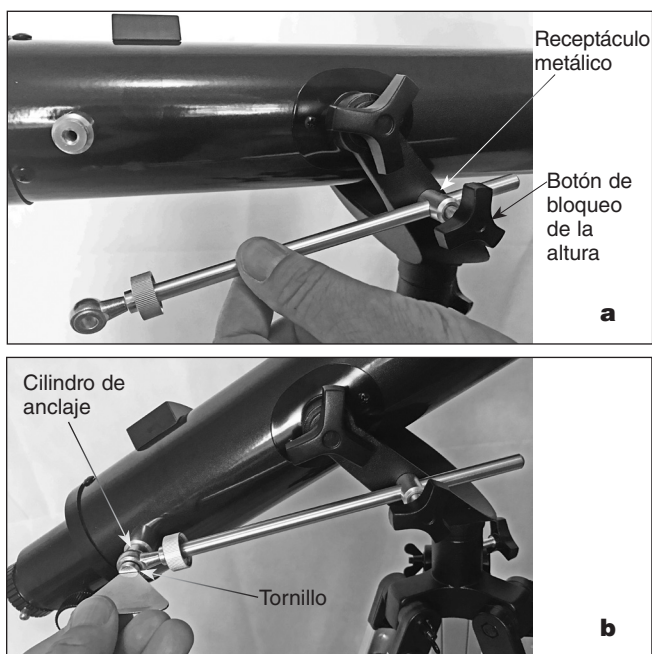 Receptáculo
metálico
Botón de
bloqueo
de la
altura
a
Cilindro de
anclaje
Tornillo
b